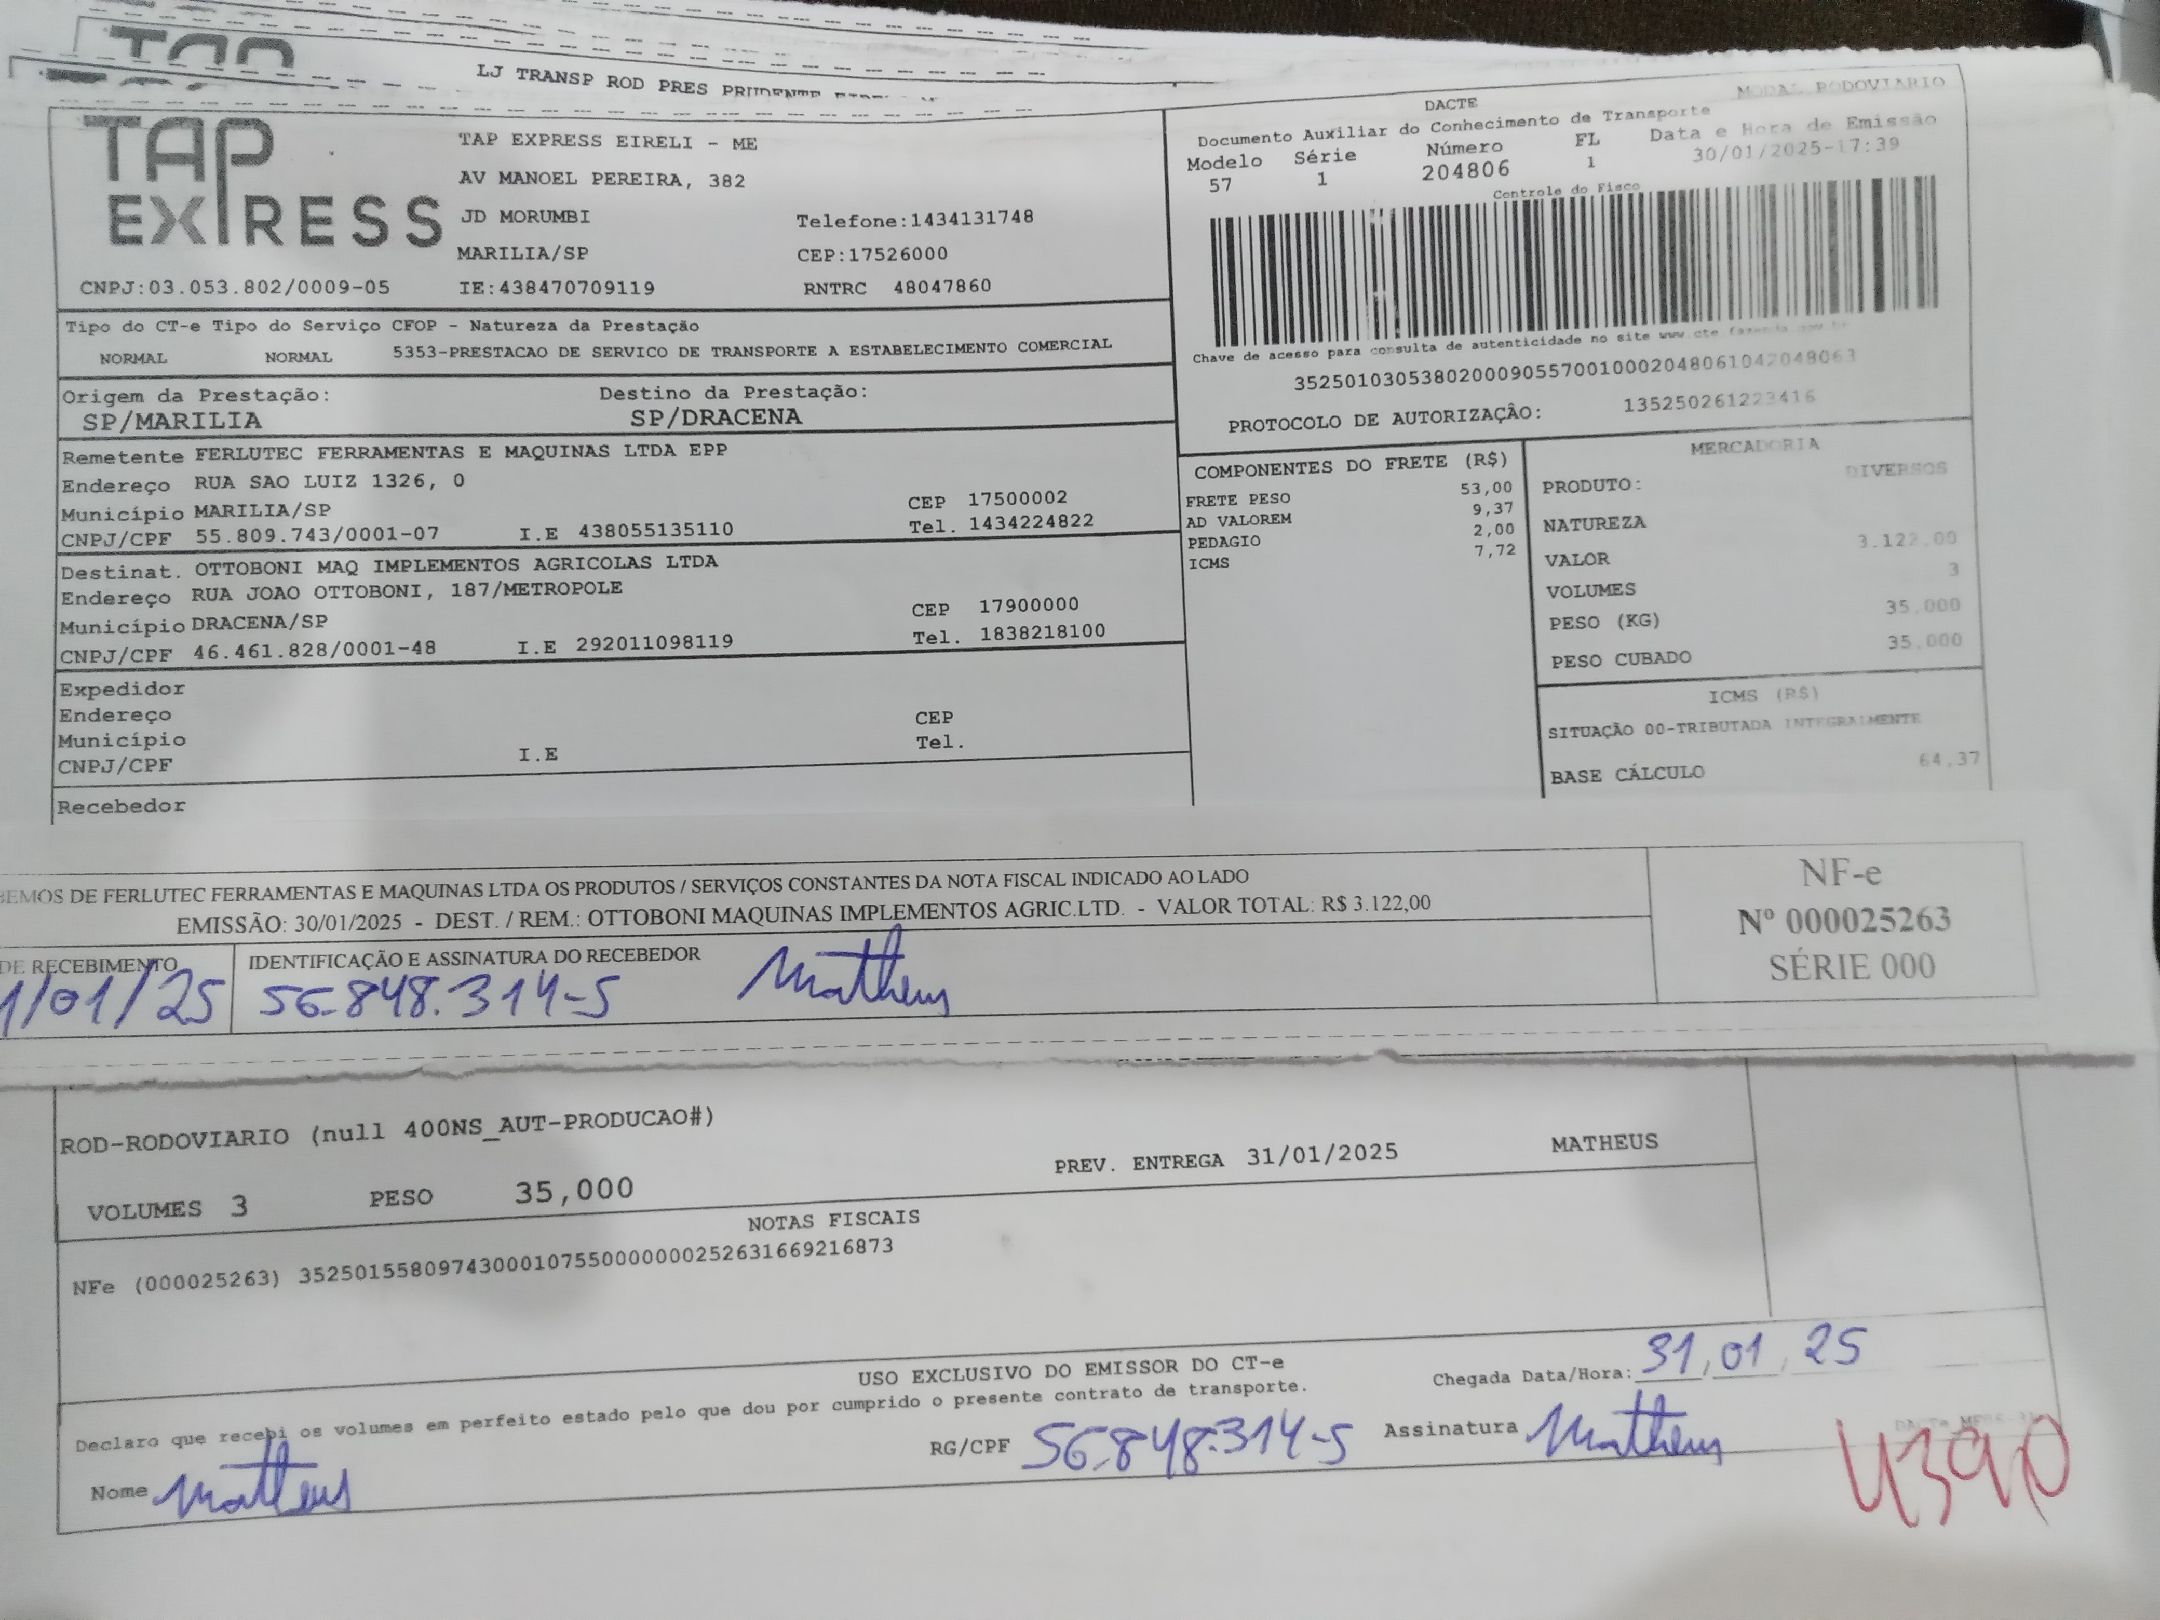 LJ TRANSP ROD PRES PRUDENTE
TAP EXPRESS
TAP EXPRESS EIRELI - ME
AV MANOEL PEREIRA, 382
JD MORUMBI Telefone:1434131748
MARILIA/SP CEP:17526000
CNPJ:03.053.802/0009-05 IE:438470709119 RNTRC 48047860
MODAL RODOVIARIO
DACTE
Documento Auxiliar do Conhecimento de Transporte
Modelo Série Número FL Data e Hora de Emissão
57 1 204806 1 30/01/2025-17:39
Controle do Fisco
Chave de acesso para consulta de autenticidade no site www.cte.fazenda.gov.br
35250103053802000905570010002048061042048063
PROTOCOLO DE AUTORIZAÇÃO: 135250261223416
Tipo do CT-e Tipo do Serviço CFOP - Natureza da Prestação
NORMAL NORMAL 5353-PRESTACAO DE SERVICO DE TRANSPORTE A ESTABELECIMENTO COMERCIAL
Origem da Prestação: Destino da Prestação:
SP/MARILIA SP/DRACENA
Remetente FERLUTEC FERRAMENTAS E MAQUINAS LTDA EPP
Endereço RUA SAO LUIZ 1326, 0
Município MARILIA/SP CEP 17500002
CNPJ/CPF 55.809.743/0001-07 I.E 438055135110 Tel. 1434224822
Destinat. OTTOBONI MAQ IMPLEMENTOS AGRICOLAS LTDA
Endereço RUA JOAO OTTOBONI, 187/METROPOLE
Município DRACENA/SP CEP 17900000
CNPJ/CPF 46.461.828/0001-48 I.E 292011098119 Tel. 1838218100
Expedidor
Endereço
Município CEP
CNPJ/CPF I.E Tel.
Recebedor
COMPONENTES DO FRETE (R$)
FRETE PESO 53,00
AD VALOREM 9,37
PEDAGIO 2,00
ICMS 7,72
MERCADORIA
PRODUTO: DIVERSOS
NATUREZA
VALOR 3.122.00
VOLUMES 3
PESO (KG) 35,000
PESO CUBADO 35,000
ICMS (R$)
SITUAÇÃO 00-TRIBUTADA INTEGRALMENTE
BASE CÁLCULO 64,37
BEMOS DE FERLUTEC FERRAMENTAS E MAQUINAS LTDA OS PRODUTOS / SERVIÇOS CONSTANTES DA NOTA FISCAL INDICADO AO LADO
EMISSÃO: 30/01/2025 - DEST. / REM.: OTTOBONI MAQUINAS IMPLEMENTOS AGRIC.LTD. - VALOR TOTAL: R$ 3.122,00
DE RECEBIMENTO IDENTIFICAÇÃO E ASSINATURA DO RECEBEDOR
1/01/25 56.848.314-5 Matheus
NF-e
Nº 000025263
SÉRIE 000
ROD-RODOVIARIO (null 400NS_AUT-PRODUCAO#)
VOLUMES 3 PESO 35,000 PREV. ENTREGA 31/01/2025 MATHEUS
NOTAS FISCAIS
NFe (000025263) 35250155809743000107550000000252631669216873
USO EXCLUSIVO DO EMISSOR DO CT-e
Declaro que recebi os volumes em perfeito estado pelo que dou por cumprido o presente contrato de transporte.
Chegada Data/Hora: 31,01,25
Nome Matheus RG/CPF 56.848.314-5 Assinatura Matheus